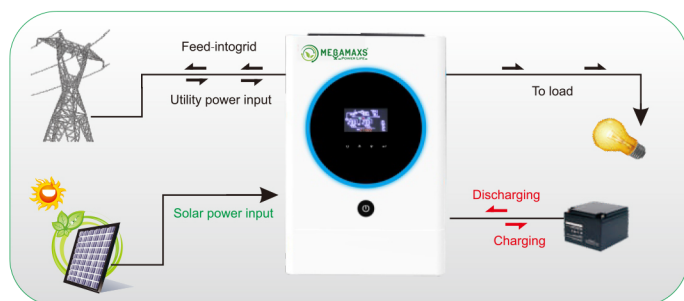 Feed-intogrid
Utility power input
MEGAMAXS
POWER LIFE
To load
Solar power input
Discharging
Charging